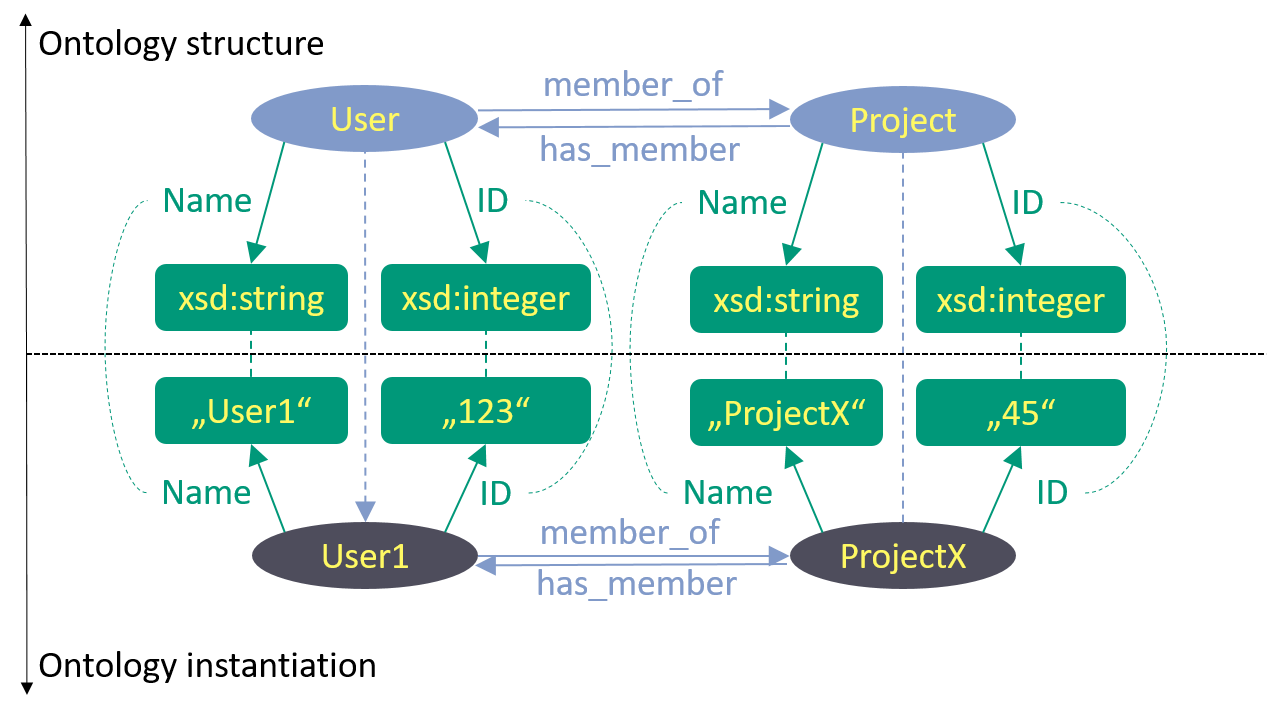 Ontology structure
member_of
User
Project
has_member
Name
ID
Name
ID
xsd:string
xsd:integer
xsd:string
xsd:integer
„User1“
„123“
„ProjectX“
„45“
Name
ID
Name
ID
member_of
User1
ProjectX
has_member
Ontology instantiation